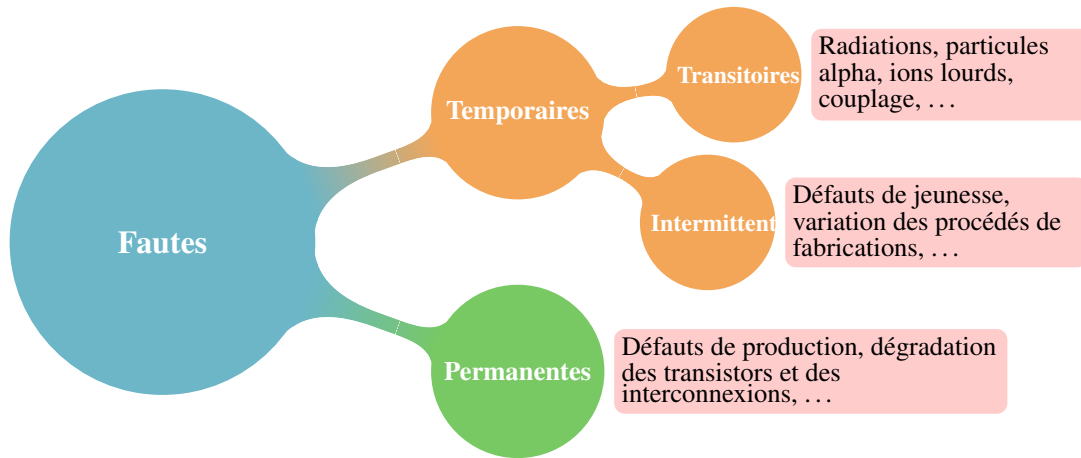 Fautes
Temporaires
Transitoires
Radiations, particules
alpha, ions lourds,
couplage, . . .
Intermittent
Défauts de jeunesse,
variation des procédés de
fabrications, . . .
Permanentes
Défauts de production, dégradation
des transistors et des
interconnexions, . . .